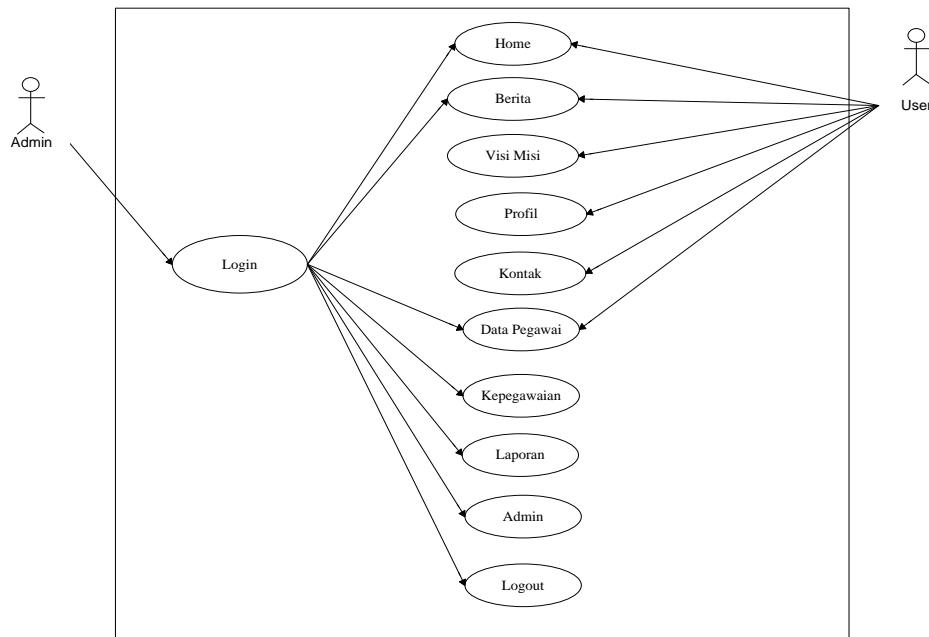 Home
Berita
Visi Misi
Profil
Kontak
Data Pegawai
Kepegawaian
Laporan
Admin
Logout
Login
Admin
User